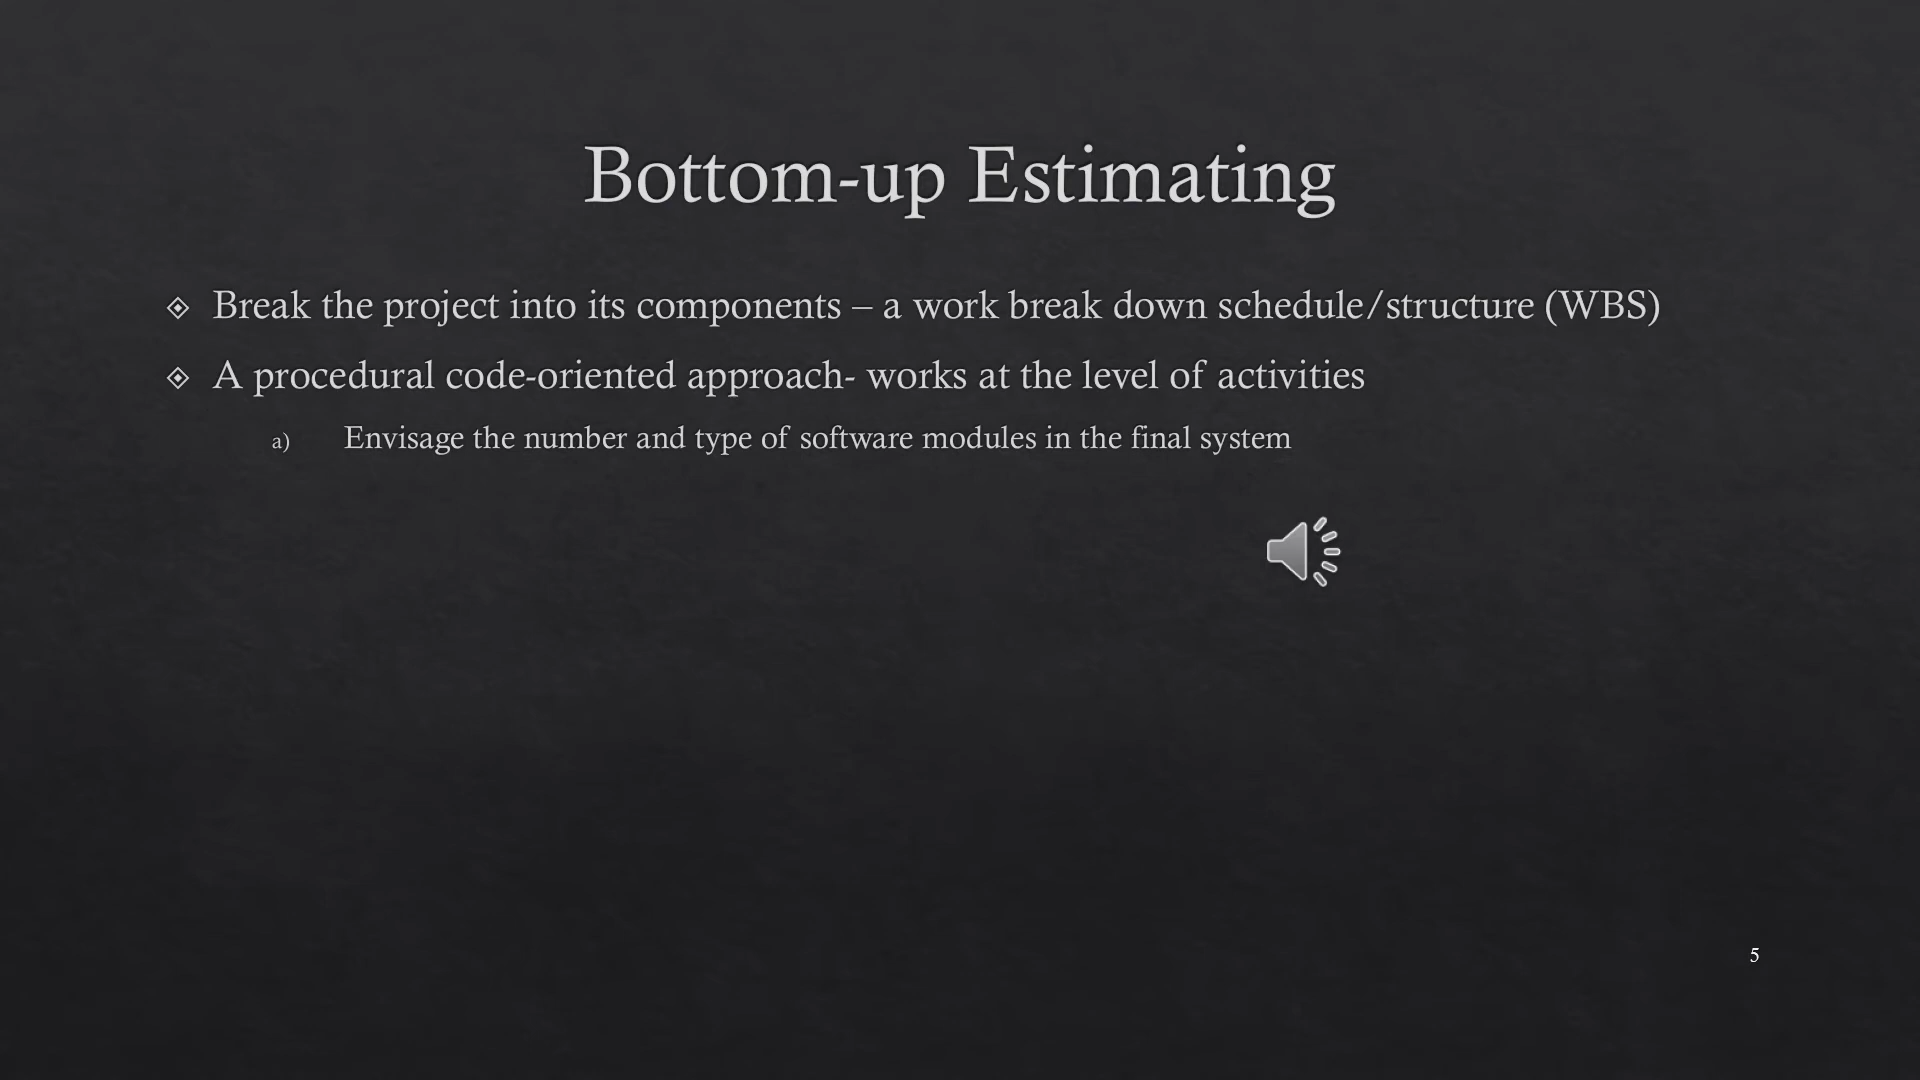 Bottom-up Estimating
Break the project into its components – a work break down schedule/structure (WBS)
A procedural code-oriented approach- works at the level of activities
a) Envisage the number and type of software modules in the final system
5